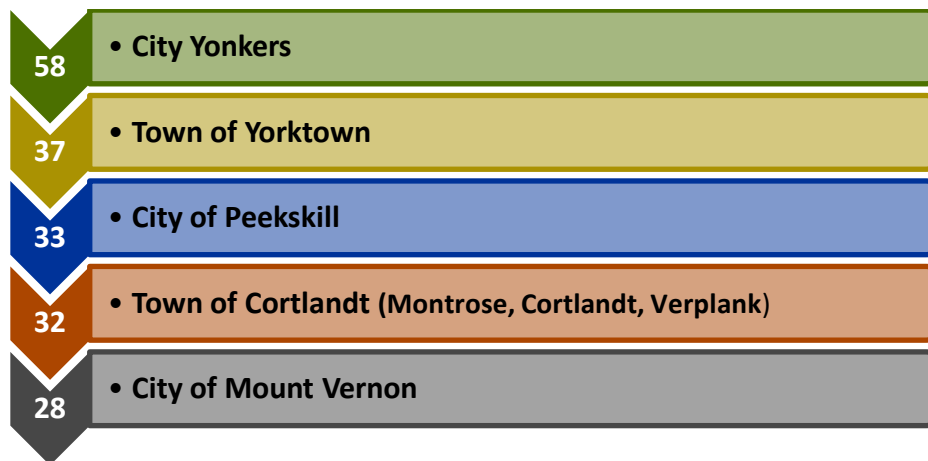 58 • City Yonkers
37 • Town of Yorktown
33 • City of Peekskill
32 • Town of Cortlandt (Montrose, Cortlandt, Verplank)
28 • City of Mount Vernon